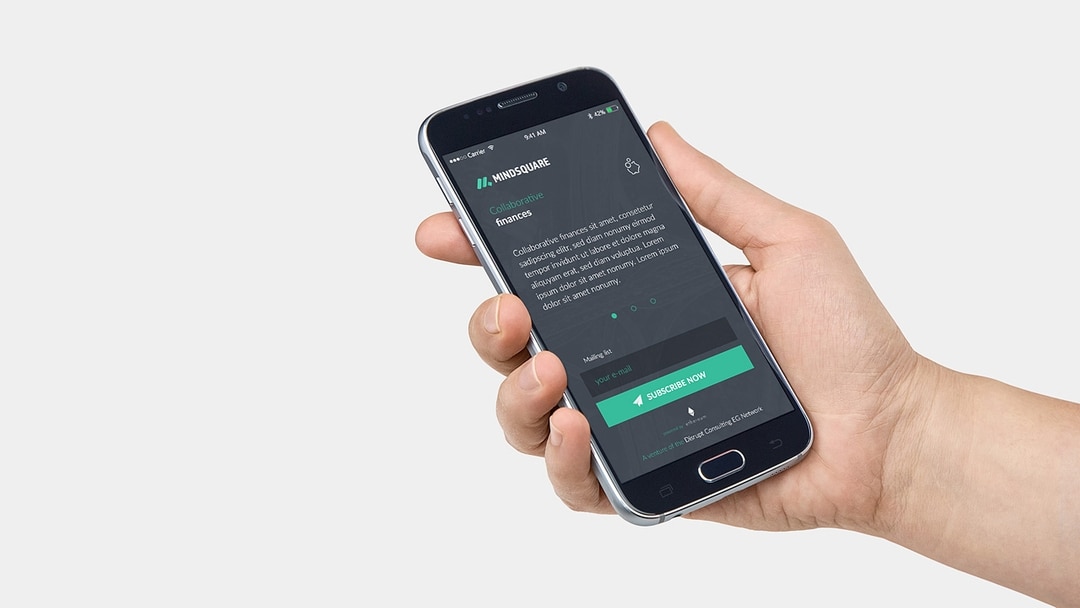 Carrier
9:41 AM
42%
MINDSQUARE
Collaborative
finances
Collaborative finances sit amet, consetetur
sadipscing elitr, sed diam nonumy eirmod
tempor invidunt ut labore et dolore magna
aliquyam erat, sed diam voluptua. Lorem
ipsum dolor sit amet nonumy. Lorem ipsum
dolor sit amet nonumy.
Mailing list
your e-mail
SUBSCRIBE NOW
powered by ethereum
A venture of the Disrupt Consulting EG Network